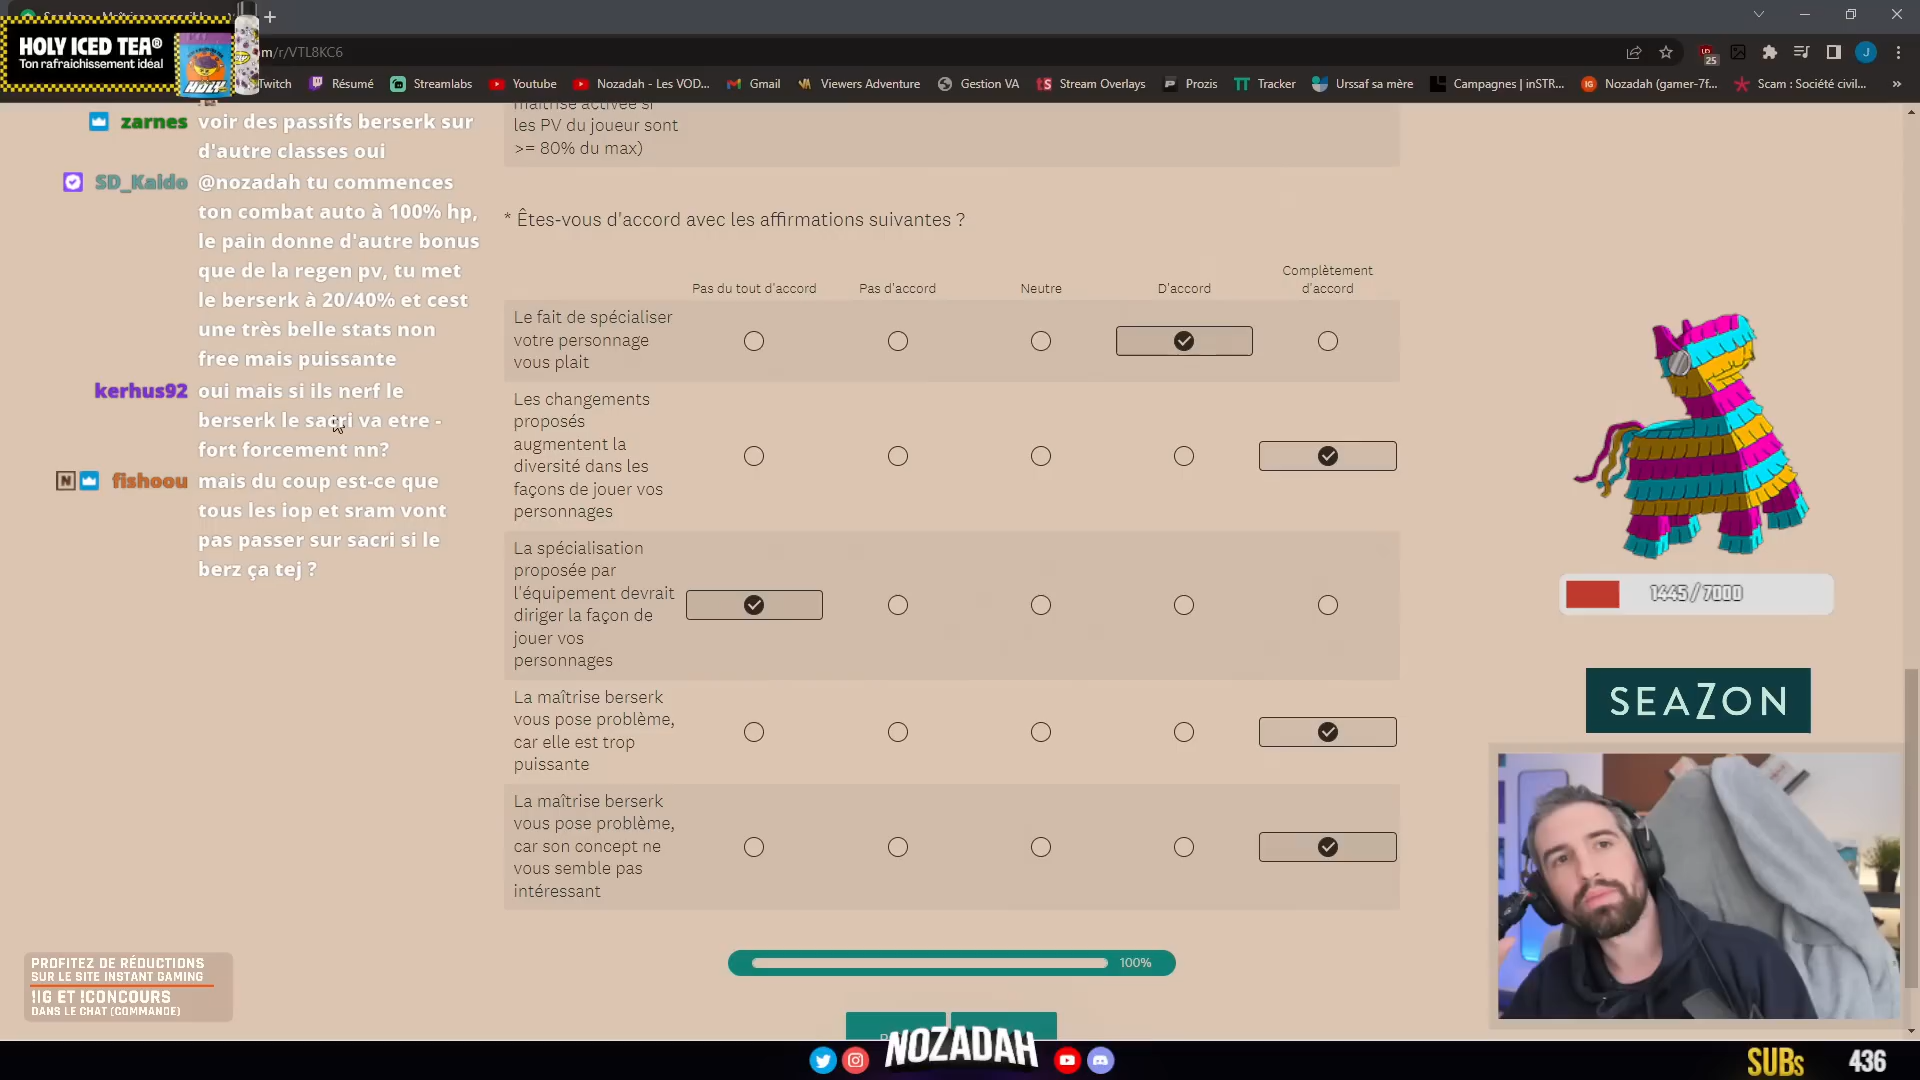 HOLY ICED TEA®
Ton rafraichissement idéal
HOLY
m/r/VTL8KC6
25
J
Twitch
Résumé
Streamlabs
Youtube
Nozadah - Les VOD...
Gmail
Viewers Adventure
Gestion VA
Stream Overlays
Prozis
Tracker
Urssaf sa mère
Campagnes | inSTR...
Nozadah (gamer-7f...
Scam : Société civil...
»
zarnes voir des passifs berserk sur
d'autre classes oui
SD_Kaido @nozadah tu commences
ton combat auto à 100% hp,
le pain donne d'autre bonus
que de la regen pv, tu met
le berserk à 20/40% et cest
une très belle stats non
free mais puissante
kerhus92 oui mais si ils nerf le
berserk le sacri va etre -
fort forcement nn?
fishoou mais du coup est-ce que
tous les iop et sram vont
pas passer sur sacri si le
berz ça tej ?
maîtrise activée si
les PV du joueur sont
>= 80% du max)
* Êtes-vous d'accord avec les affirmations suivantes ?
Pas du tout d'accord
Pas d'accord
Neutre
D'accord
Complètement
d'accord
Le fait de spécialiser
votre personnage
vous plait
Les changements
proposés
augmentent la
diversité dans les
façons de jouer vos
personnages
La spécialisation
proposée par
l'équipement devrait
diriger la façon de
jouer vos
personnages
La maîtrise berserk
vous pose problème,
car elle est trop
puissante
La maîtrise berserk
vous pose problème,
car son concept ne
vous semble pas
intéressant
100%
1445 / 7000
SEAZON
PROFITEZ DE RÉDUCTIONS
SUR LE SITE INSTANT GAMING
!IG ET !CONCOURS
DANS LE CHAT (COMMANDE)
NOZADAH
SUBs
436